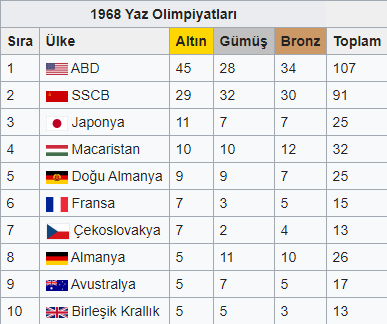 1968 Yaz Olimpiyatları
Sıra Ülke Altın Gümüş Bronz Toplam
1 ABD 45 28 34 107
2 SSCB 29 32 30 91
3 Japonya 11 7 7 25
4 Macaristan 10 10 12 32
5 Doğu Almanya 9 9 7 25
6 Fransa 7 3 5 15
7 Çekoslovakya 7 2 4 13
8 Almanya 5 11 10 26
9 Avustralya 5 7 5 17
10 Birleşik Krallık 5 5 3 13